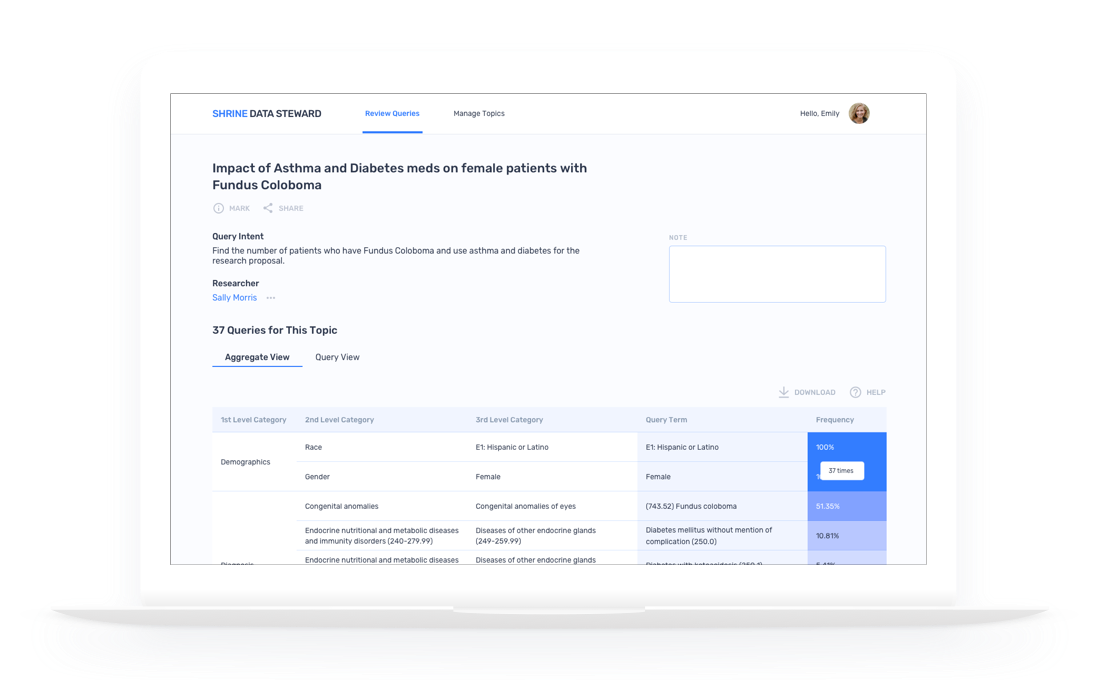 SHRINE DATA STEWARD
Review Queries
Manage Topics
Hello, Emily
Impact of Asthma and Diabetes meds on female patients with
Fundus Coloboma
MARK
SHARE
Query Intent
Find the number of patients who have Fundus Coloboma and use asthma and diabetes for the
research proposal.
NOTE
Researcher
Sally Morris
37 Queries for This Topic
Aggregate View
Query View
DOWNLOAD
HELP
1st Level Category
2nd Level Category
3rd Level Category
Query Term
Frequency
Demographics
Race
E1: Hispanic or Latino
E1: Hispanic or Latino
100%
37 times
Gender
Female
Female
Congenital anomalies
Congenital anomalies of eyes
(743.52) Fundus coloboma
51.35%
Endocrine nutritional and metabolic diseases
and immunity disorders (240-279.99)
Diseases of other endocrine glands
(249-259.99)
Diabetes mellitus without mention of
complication (250.0)
10.81%
Endocrine nutritional and metabolic diseases
Diseases of other endocrine glands